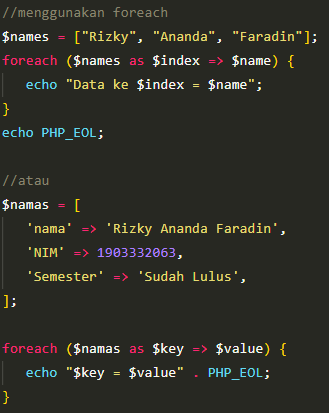 //menggunakan foreach
$names = ["Rizky", "Ananda", "Faradin"];
foreach ($names as $index => $name) {
   echo "Data ke $index = $name";
}
echo PHP_EOL;

//atau
$namas = [
   'nama' => 'Rizky Ananda Faradin',
   'NIM' => 1903332063,
   'Semester' => 'Sudah Lulus',
];

foreach ($namas as $key => $value) {
   echo "$key = $value" . PHP_EOL;
}